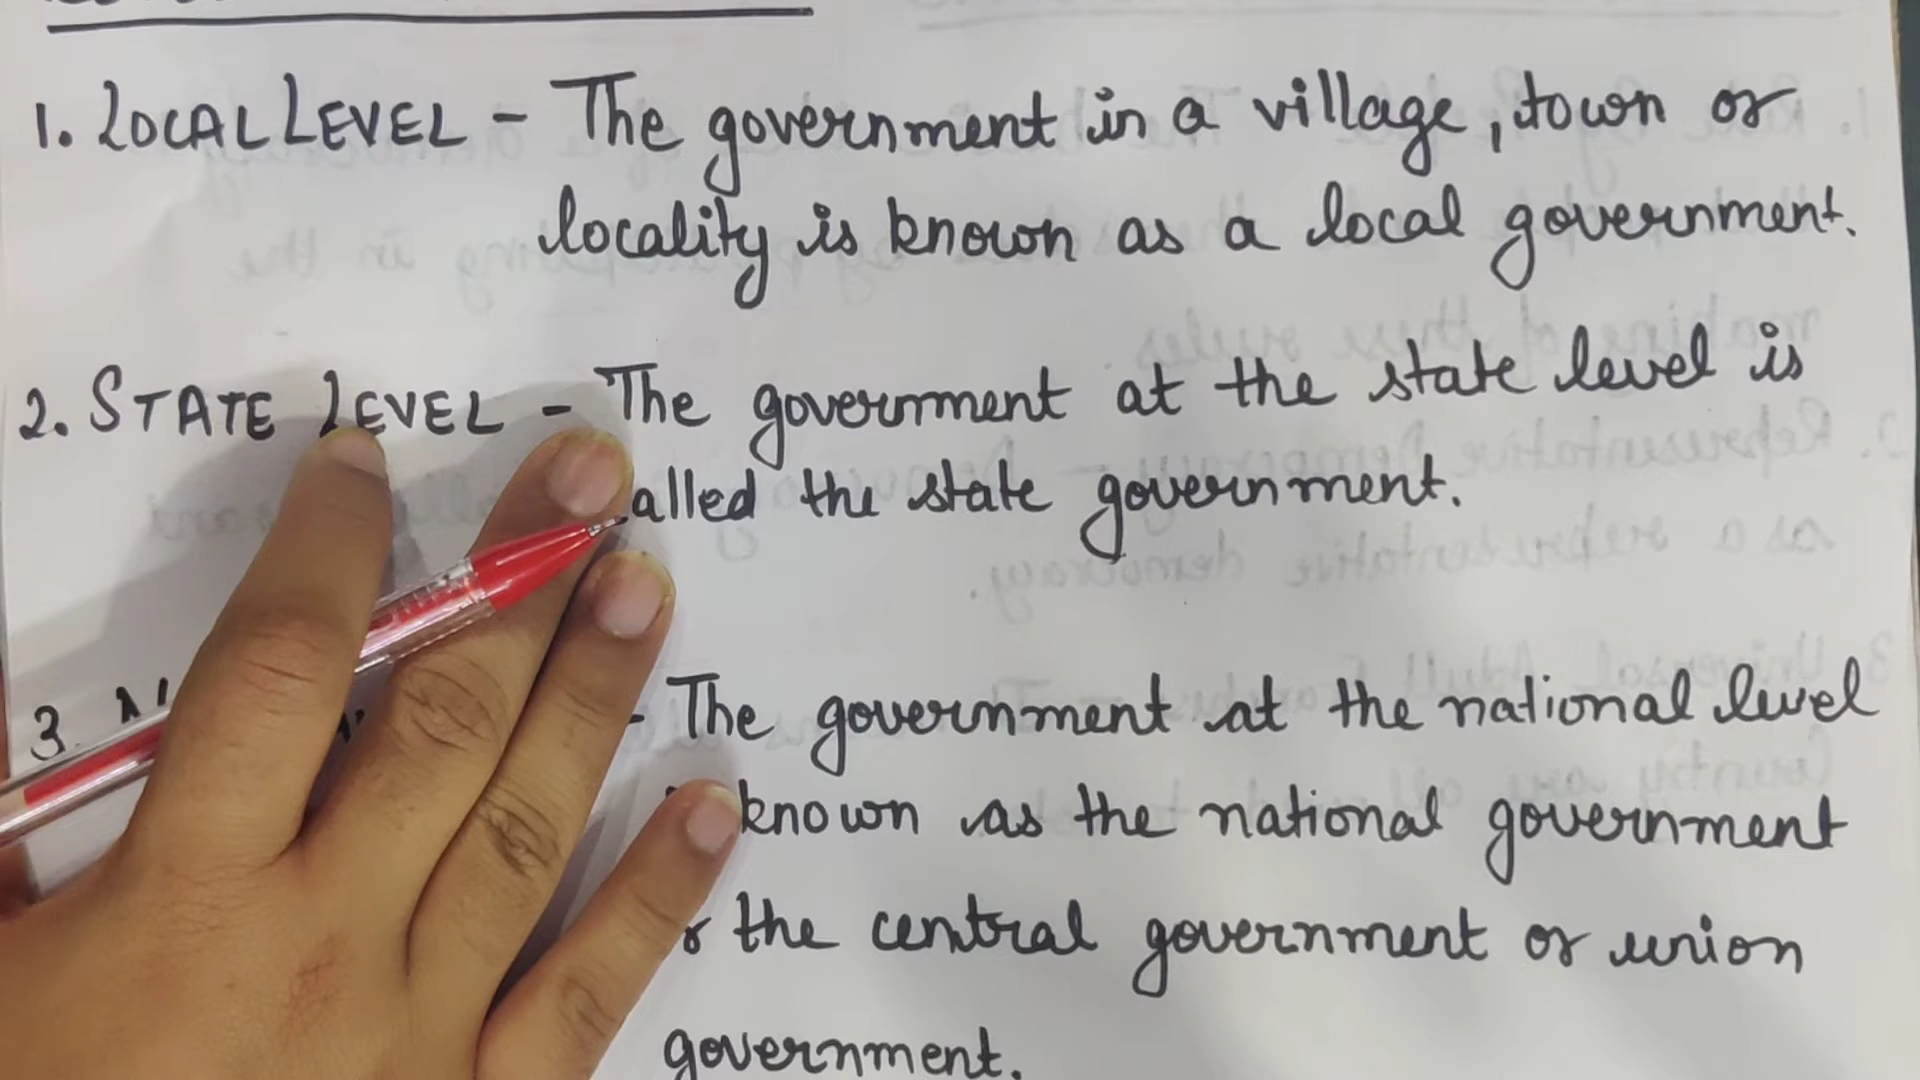 1. LOCAL LEVEL - The government in a village, town or
locality is known as a local government.
2. STATE LEVEL - The government at the state level is
alled the state government.
3. - The government at the national level
known as the national government
the central government or union
government.